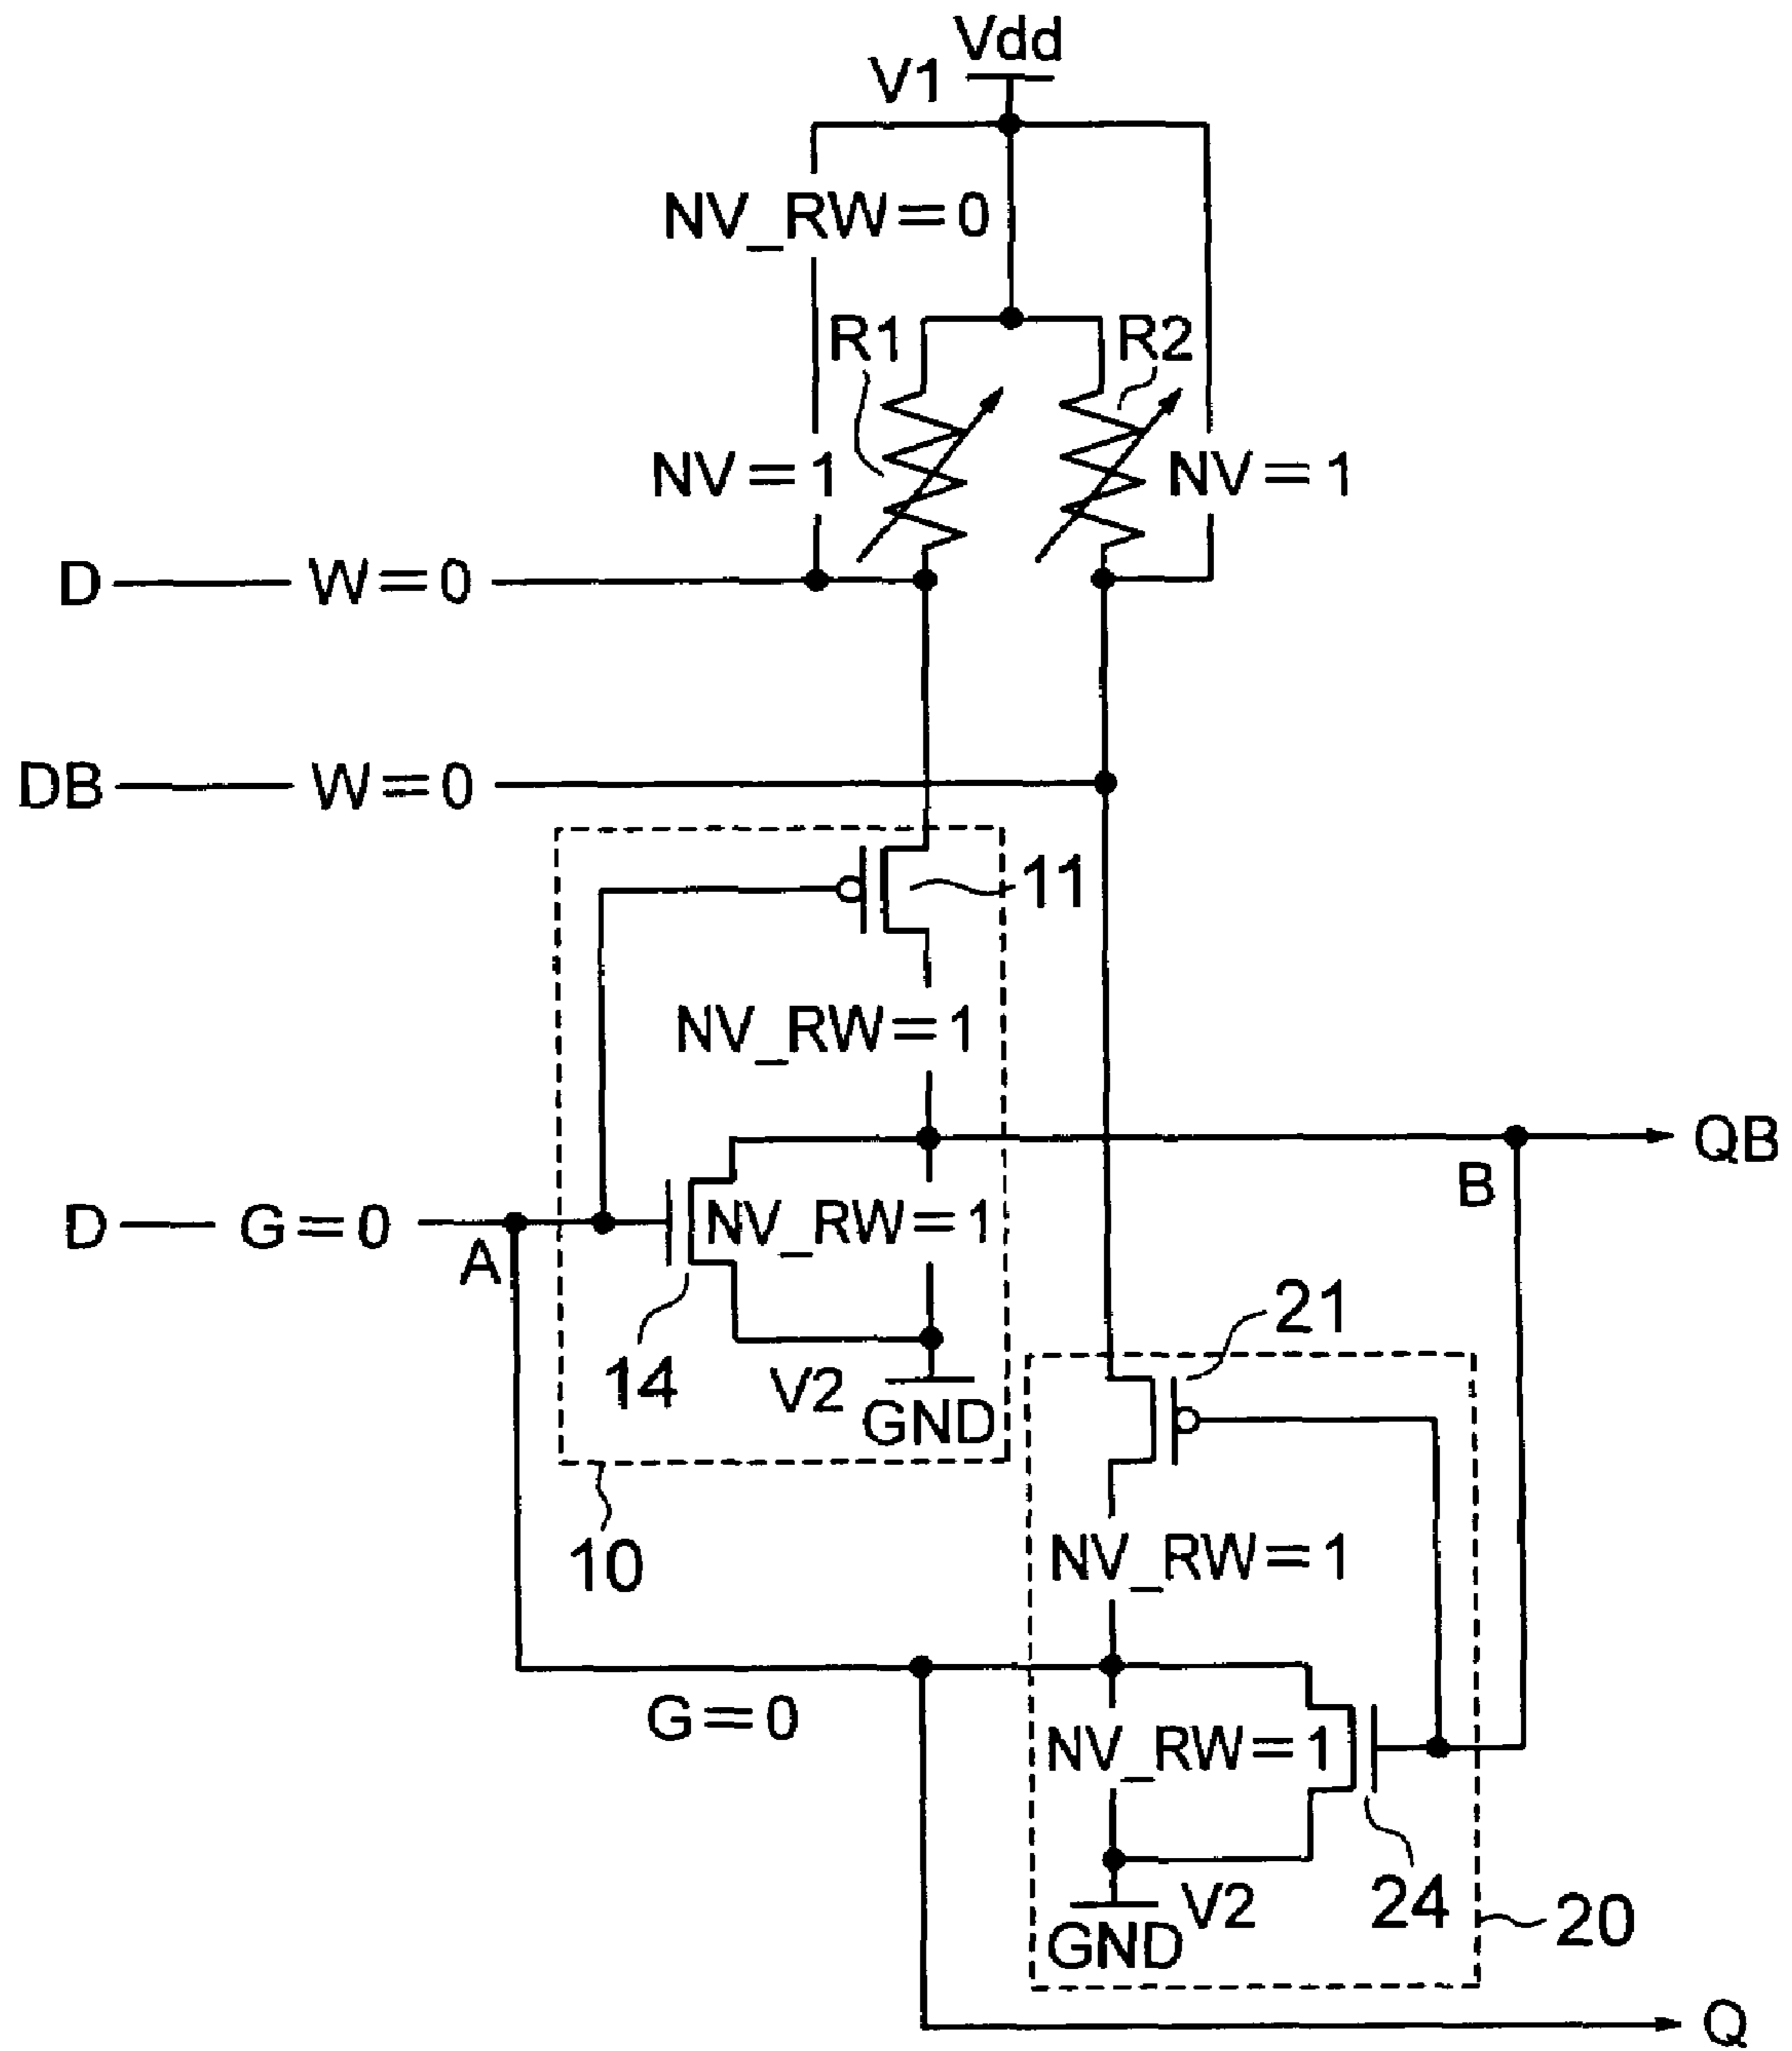 Vdd
V1
NV_RW=0
R1
R2
NV=1
NV=1
D
W=0
DB
W=0
11
NV_RW=1
QB
B
D
G=0
A
NV_RW=1
21
14
V2
GND
10
NV_RW=1
G=0
NV_RW=1
24
V2
GND
20
Q